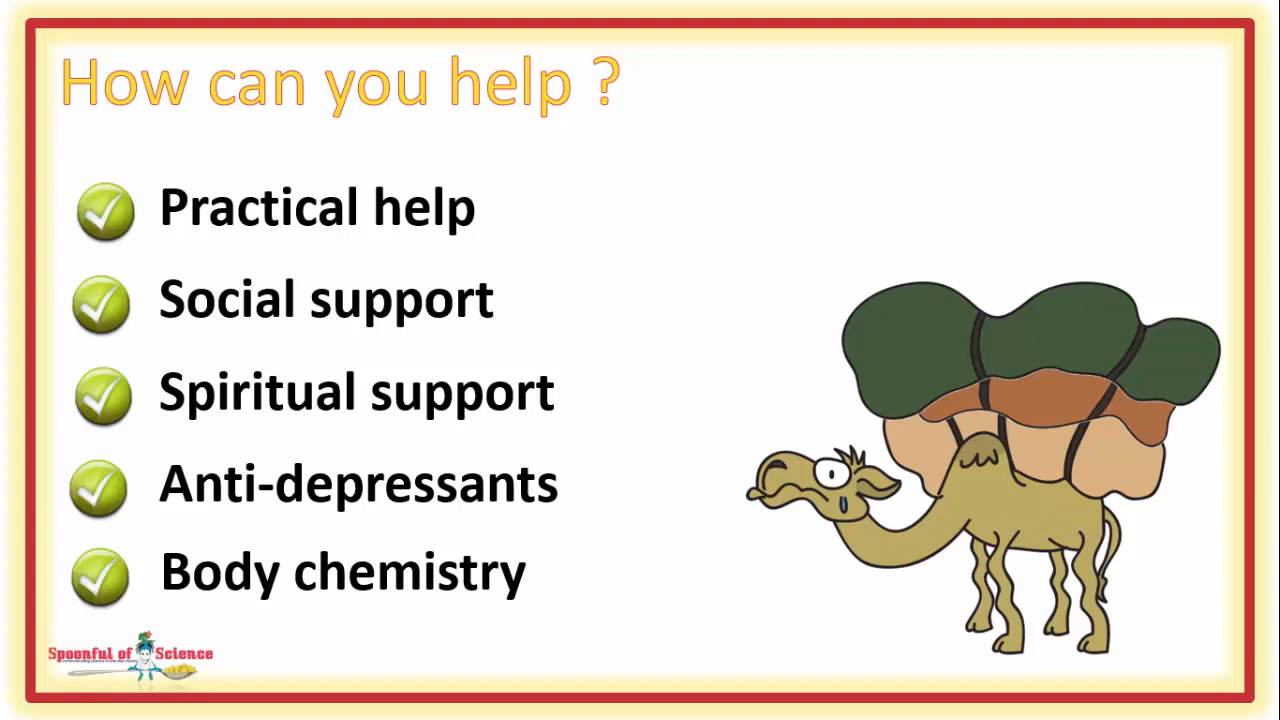 How can you help ?
Practical help
Social support
Spiritual support
Anti-depressants
Body chemistry
Spoonful of Science